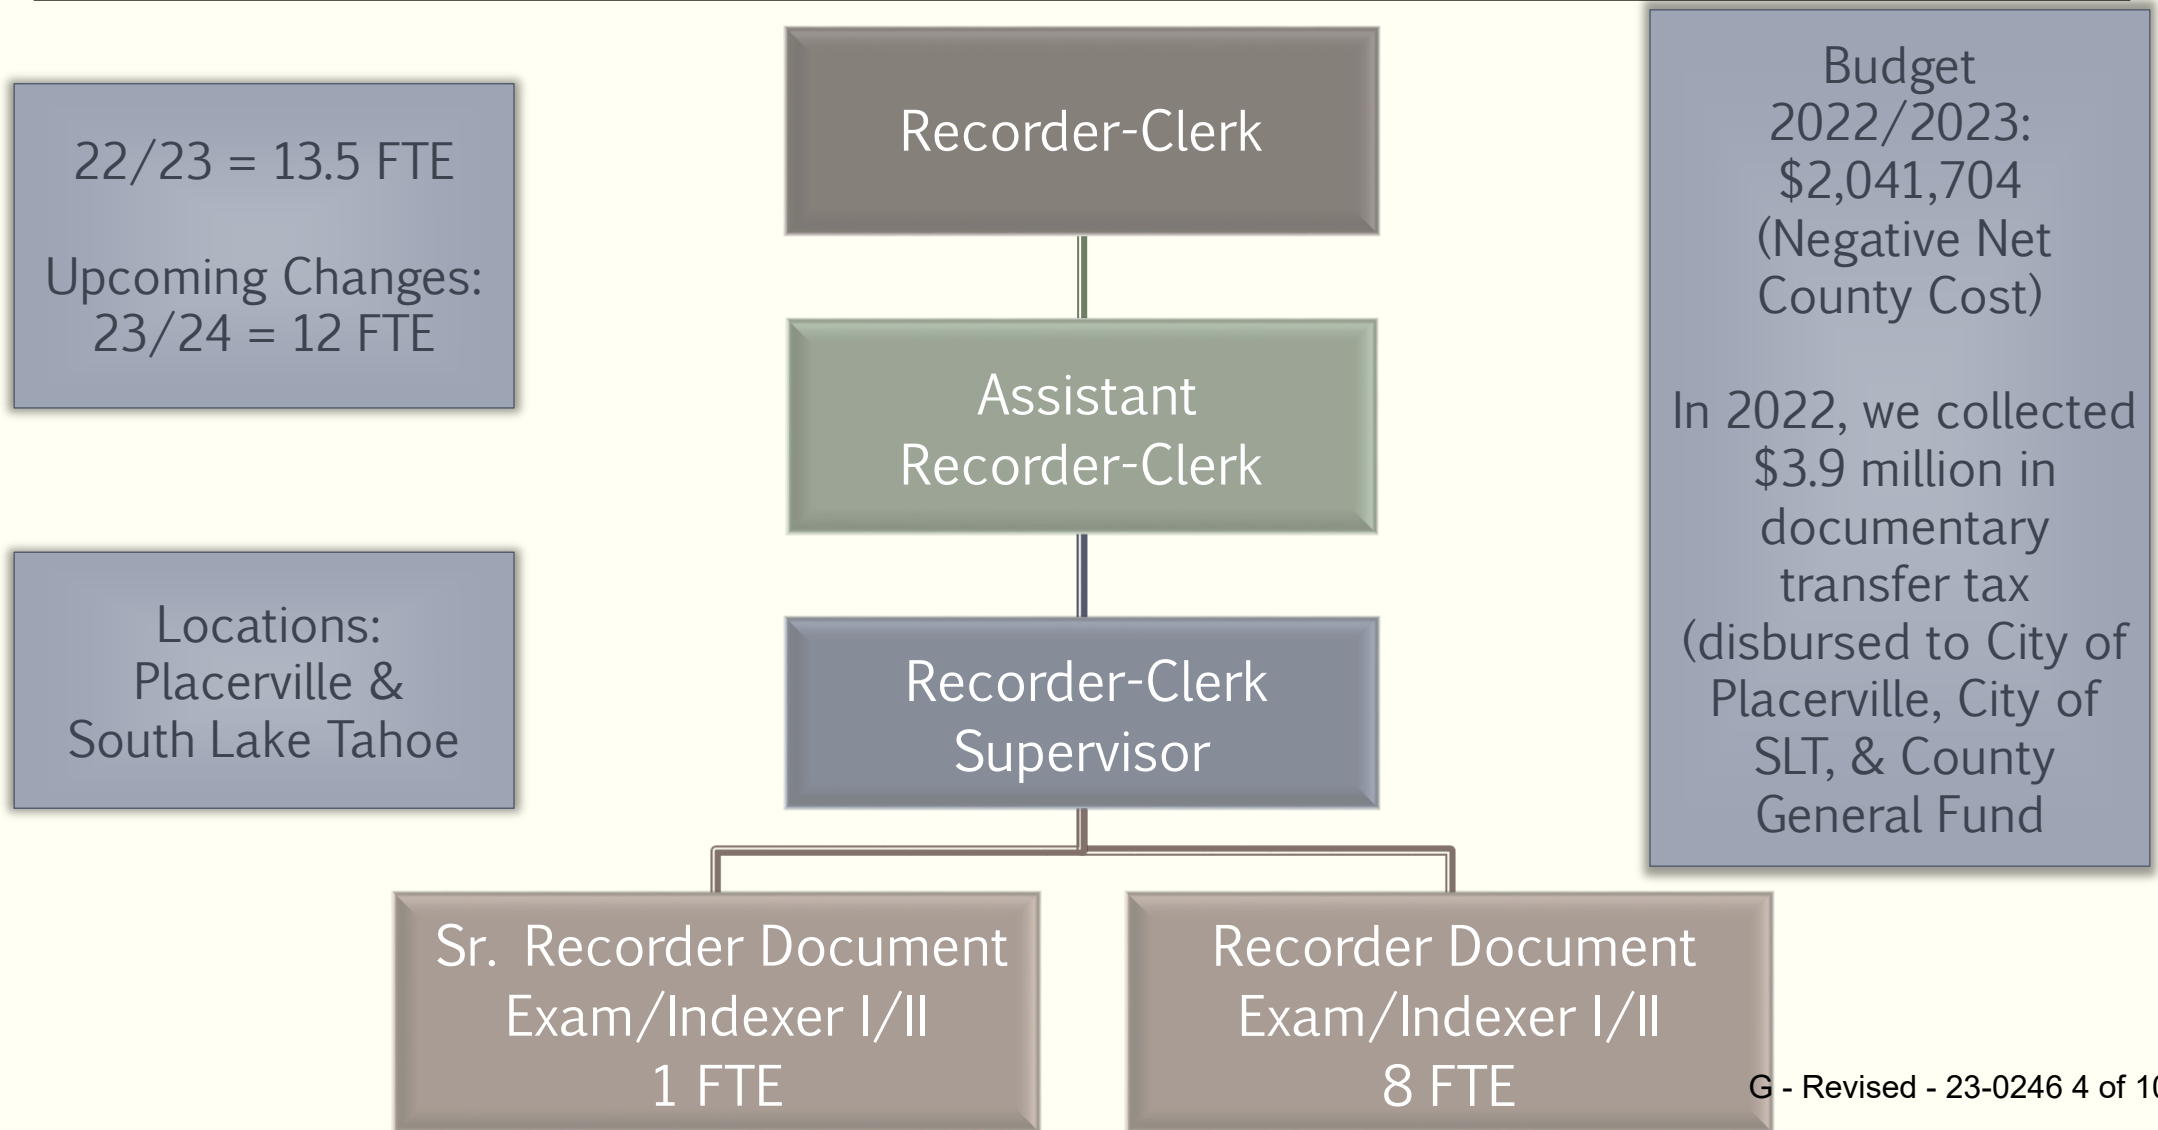 22/23 = 13.5 FTE
Upcoming Changes:
23/24 = 12 FTE
Locations:
Placerville &
South Lake Tahoe
Recorder-Clerk
Assistant
Recorder-Clerk
Recorder-Clerk
Supervisor
Sr. Recorder Document
Exam/Indexer I/II
1 FTE
Recorder Document
Exam/Indexer I/II
8 FTE
Budget
2022/2023:
$2,041,704
(Negative Net
County Cost)
In 2022, we collected
$3.9 million in
documentary
transfer tax
(disbursed to City of
Placerville, City of
SLT, & County
General Fund
G - Revised - 23-0246 4 of 10